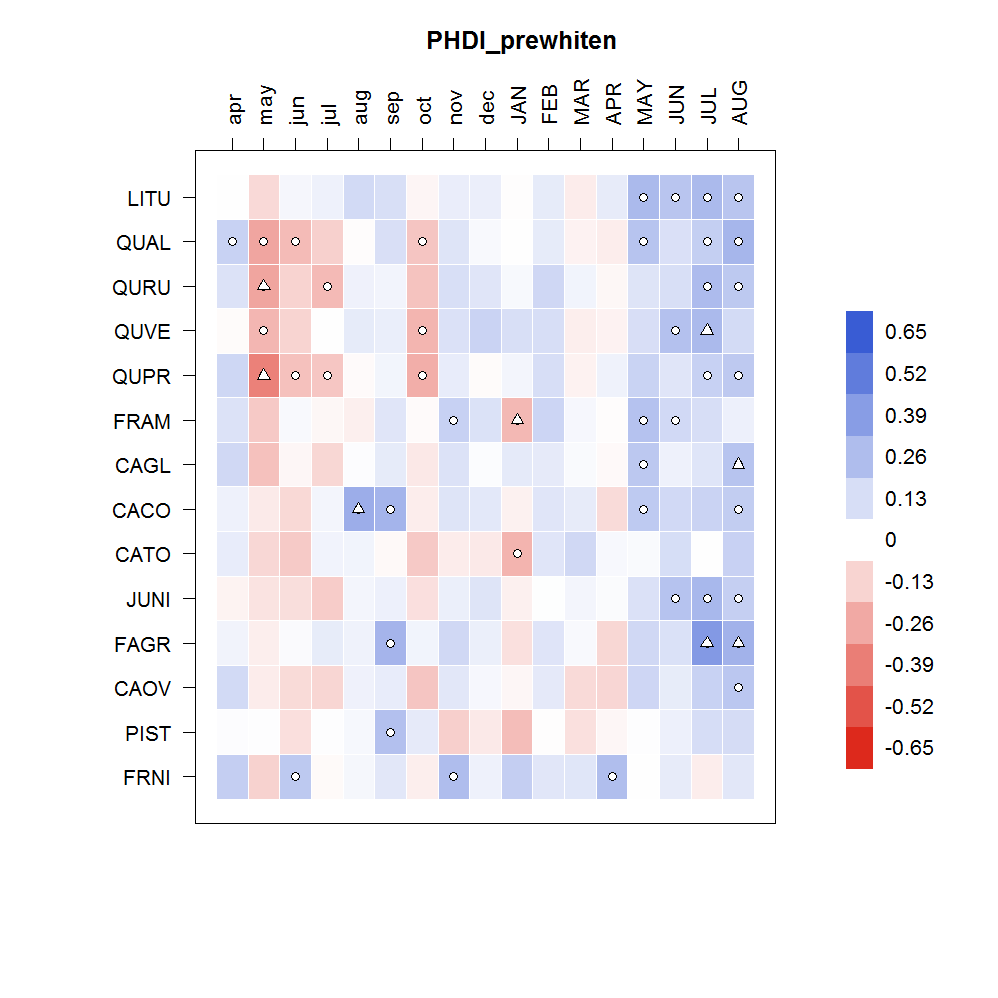 PHDI_prewhiten
apr may jun jul aug sep oct nov dec JAN FEB MAR APR MAY JUN JUL AUG
LITU
QUAL
QURU
QUVE
QUPR
FRAM
CAGL
CACO
CATO
JUNI
FAGR
CAOV
PIST
FRNI
0.65
0.52
0.39
0.26
0.13
0
-0.13
-0.26
-0.39
-0.52
-0.65